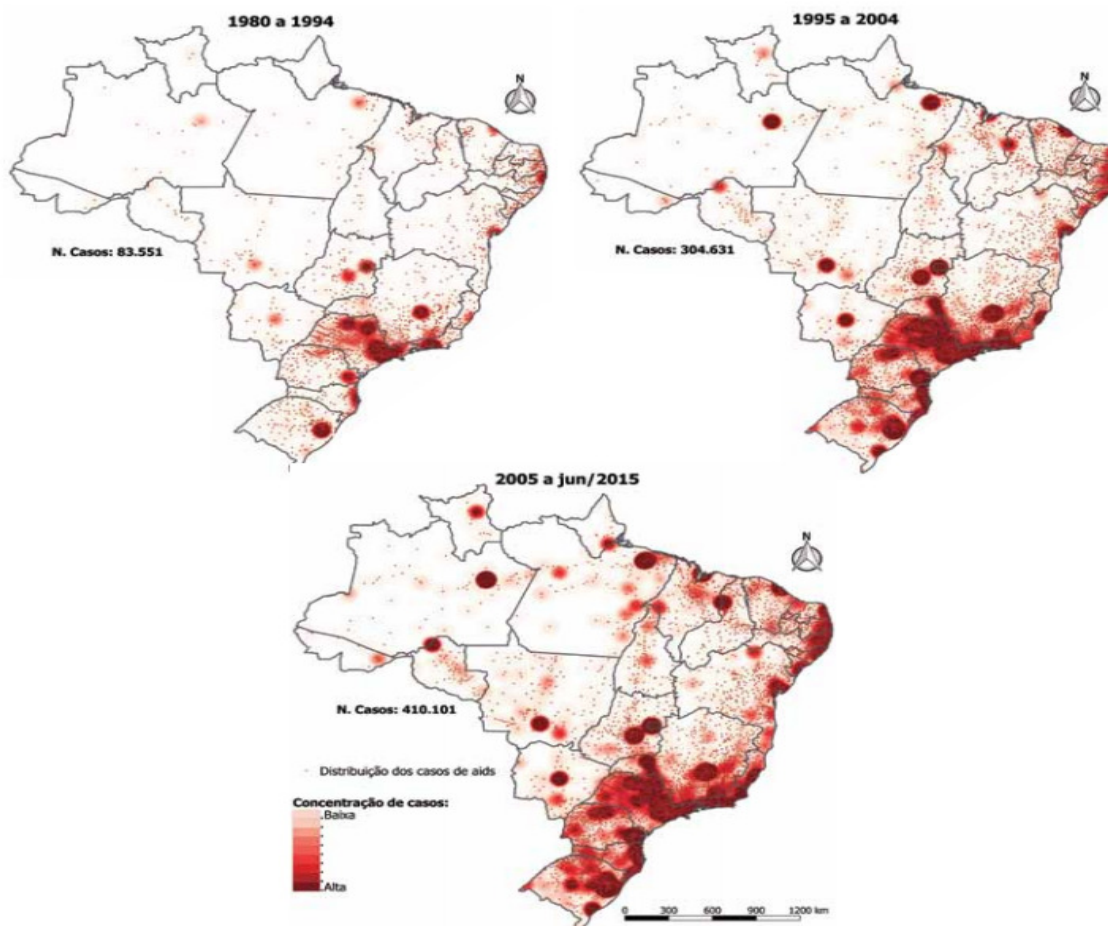 1980 a 1994
1995 a 2004
N
N
N. Casos: 83.551
N. Casos: 304.631
2005 a jun/2015
N
N. Casos: 410.101
Distribuição dos casos de aids
Concentração de casos:
Baixa
Alta
0 300 600 900 1200 km